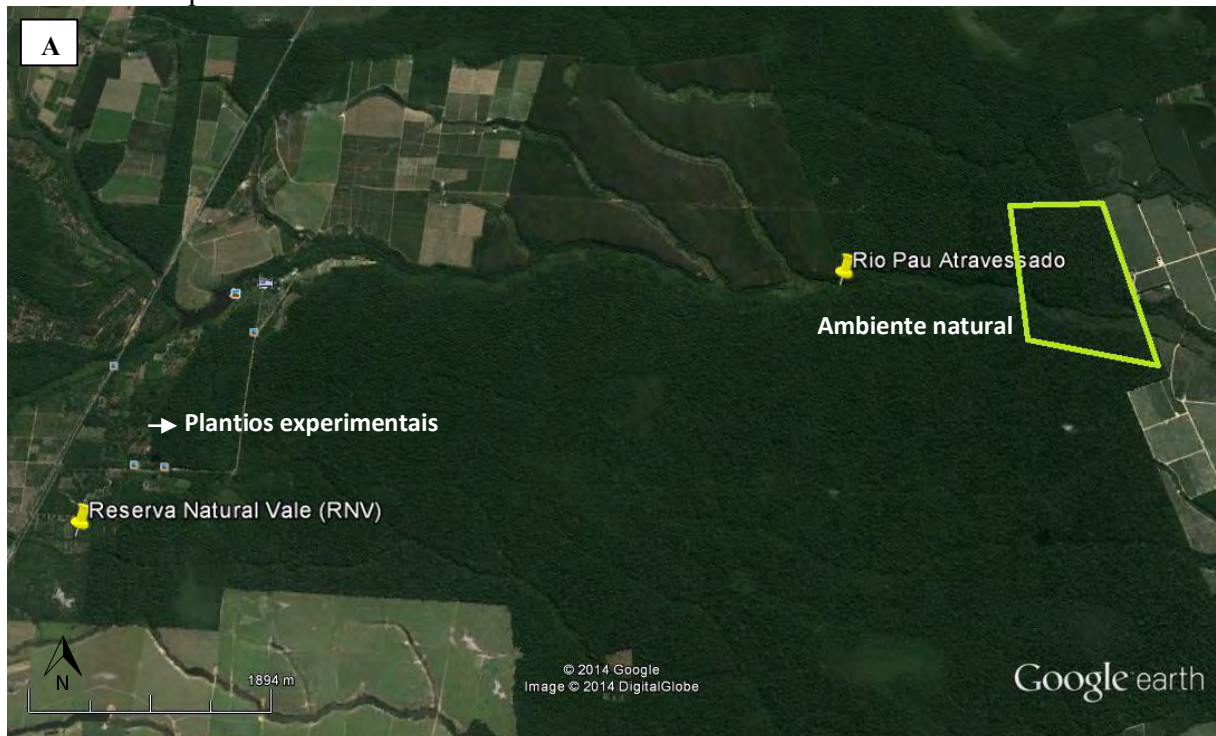 A
Rio Pau Atravessado
Ambiente natural
Plantios experimentais
Reserva Natural Vale (RNV)
N
1894 m
© 2014 Google
Image © 2014 DigitalGlobe
Google earth